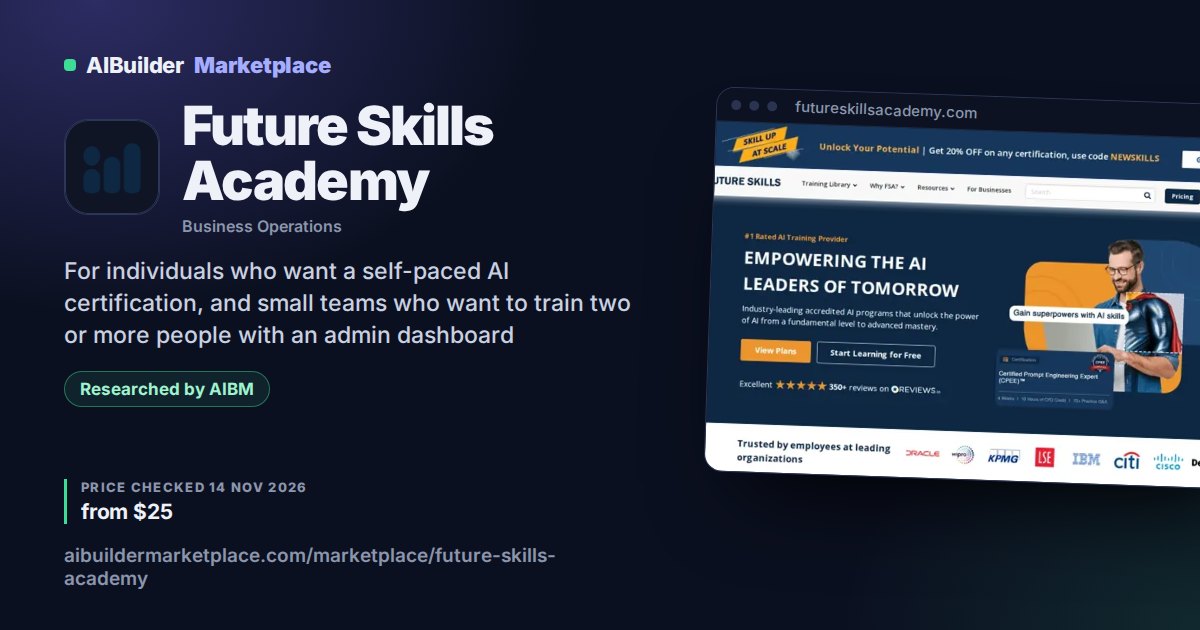 AIBuilder Marketplace
Future Skills
Academy
Business Operations
For individuals who want a self-paced AI
certification, and small teams who want to train two
or more people with an admin dashboard
Researched by AIBM
PRICE CHECKED 14 NOV 2026
from $25
aibuildermarketplace.com/marketplace/future-skills-
academy
futureskillsacademy.com
SKILL UP
AT SCALE
Unlock Your Potential | Get 20% OFF on any certification, use code NEWSKILLS
UTURE SKILLS
Training Library
Why FSA?
Resources
For Businesses
Search
Pricing
#1 Rated AI Training Provider
EMPOWERING THE AI
LEADERS OF TOMORROW
Industry-leading accredited AI programs that unlock the power
of AI from a fundamental level to advanced mastery.
View Plans
Start Learning for Free
Excellent 350+ reviews on REVIEWS.io
Gain superpowers with AI skills
Certification
Certified Prompt Engineering Expert
(CPEE)™
Trusted by employees at leading
organizations
ORACLE
wipro
KPMG
LSE
IBM
citi
cisco
De